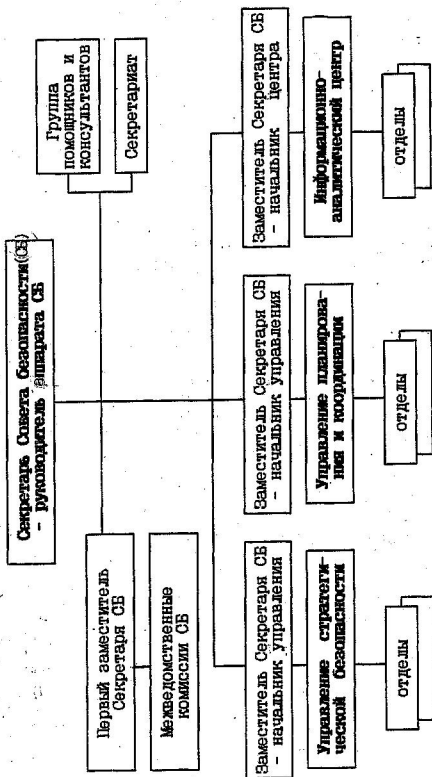 Секретарь Совета безопасности(СБ)
- руководитель аппарата СБ
Группа
помощников и
консультантов
Секретариат
Первый заместитель
Секретаря СБ
Межведомственные
комиссии СБ
Заместитель Секретаря СБ
- начальник управления
Управление стратеги-
ческой безопасности
отделы
Заместитель Секретаря СБ
- начальник управления
Управление планирова-
ния и координации
отделы
Заместитель Секретаря СБ
- начальник центра
Информационно-
аналитический центр
отделы